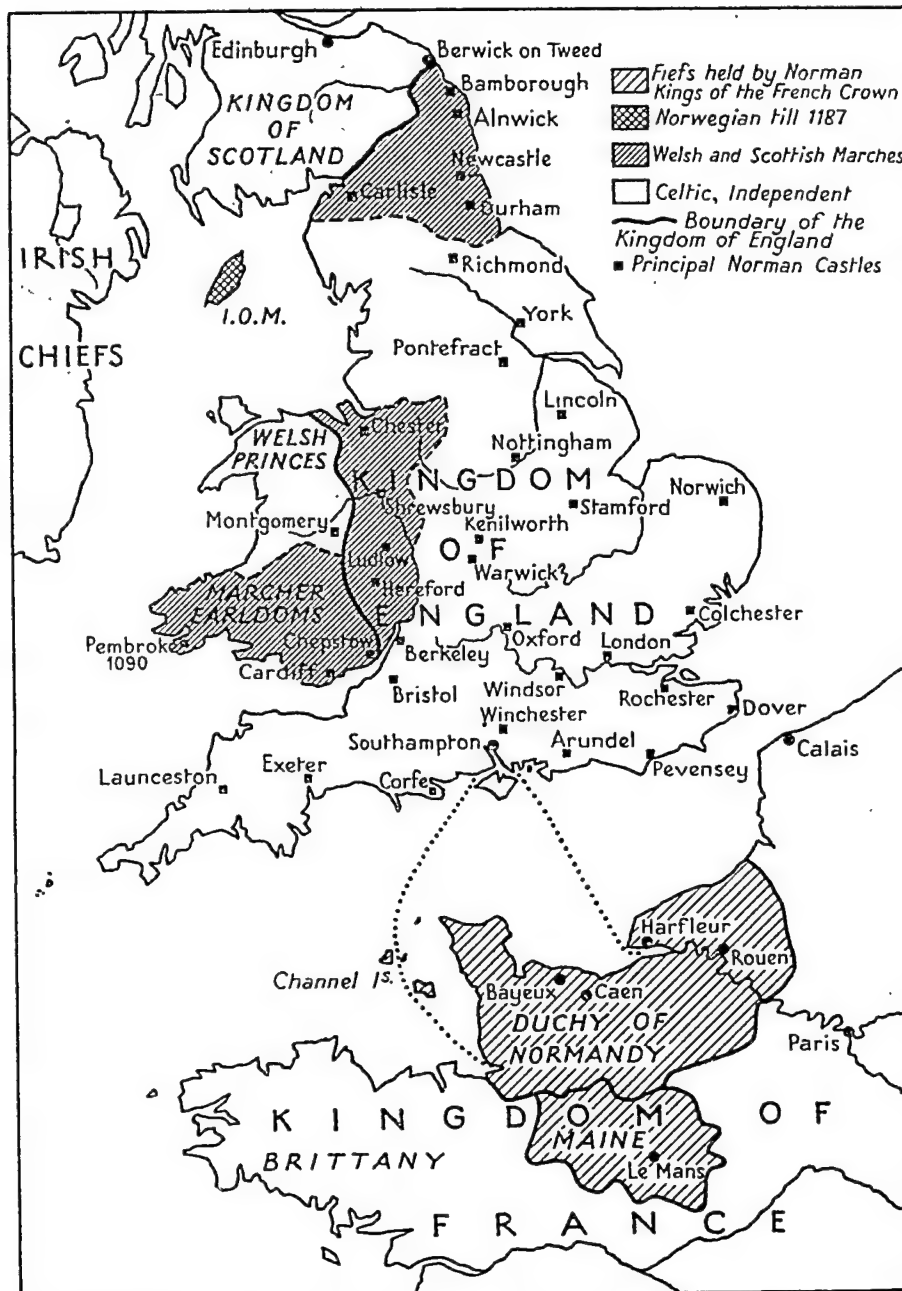 Edinburgh
Berwick on Tweed
Bamborough
Alnwick
KINGDOM
OF
SCOTLAND
Newcastle
Carlisle
Durham
Fiefs held by Norman
Kings of the French Crown
Norwegian till 1187
Welsh and Scottish Marches
Celtic, Independent
Boundary of the
Kingdom of England
Principal Norman Castles
IRISH
CHIEFS
I.O.M.
Richmond
York
Pontefract
Lincoln
Nottingham
Chester
WELSH
PRINCES
KINGDOM
Shrewsbury
Stamford
Norwich
Montgomery
Kenilworth
OF
Warwick
Ludlow
Hereford
MARCHER
EARLDOMS
ENGLAND
Colchester
Pembroke
1090
Chepstow
Cardiff
Berkeley
Oxford
London
Bristol
Windsor
Rochester
Dover
Winchester
Southampton
Arundel
Pevensey
Calais
Launceston
Exeter
Corfe
Channel Is.
Harfleur
Rouen
Bayeux
Caen
DUCHY OF
NORMANDY
Paris
KINGDOM OF
MAINE
BRITTANY
Le Mans
FRANCE